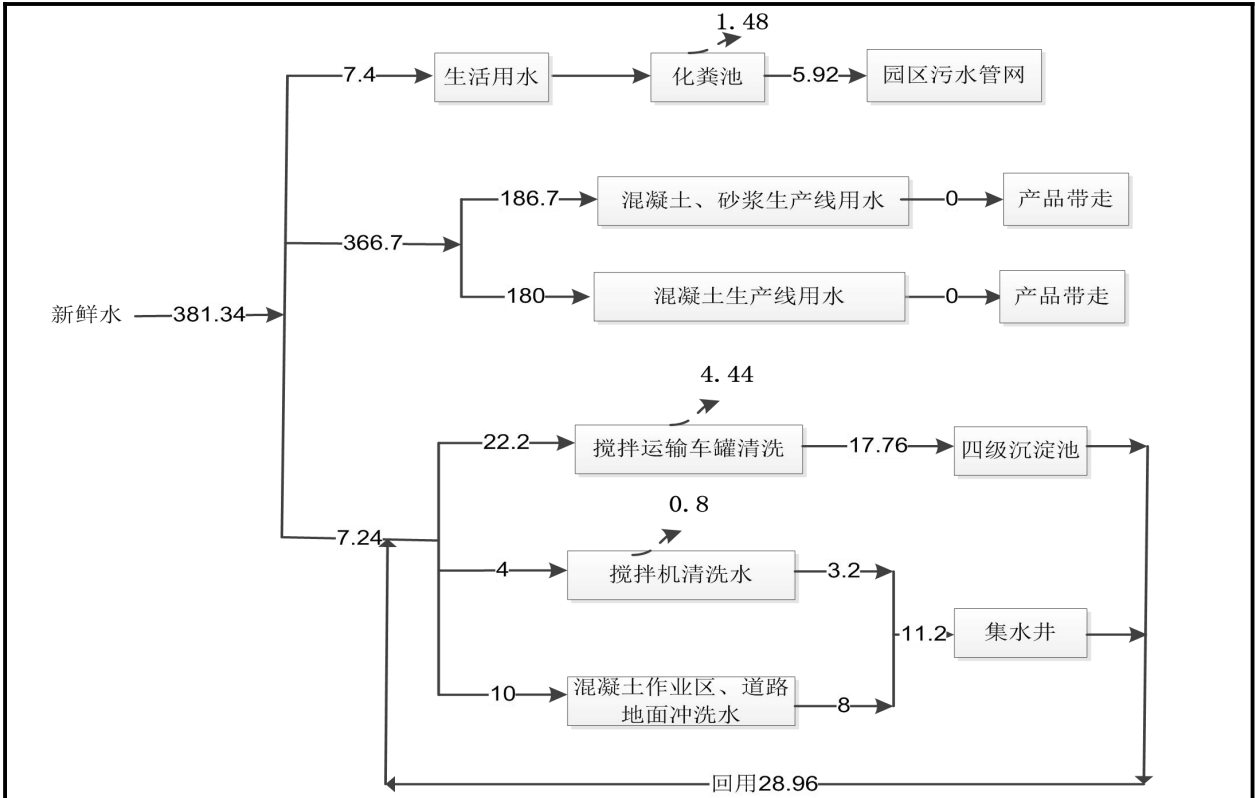 1. 48
7.4
生活用水
化粪池
5.92
园区污水管网
186.7
混凝土、砂浆生产线用水
0
产品带走
366.7
180
混凝土生产线用水
0
产品带走
新鲜水
381.34
4. 44
22.2
搅拌运输车罐清洗
17.76
四级沉淀池
0. 8
7.24
4
搅拌机清洗水
3.2
11.2
集水井
10
混凝土作业区、道路
地面冲洗水
8
回用28.96